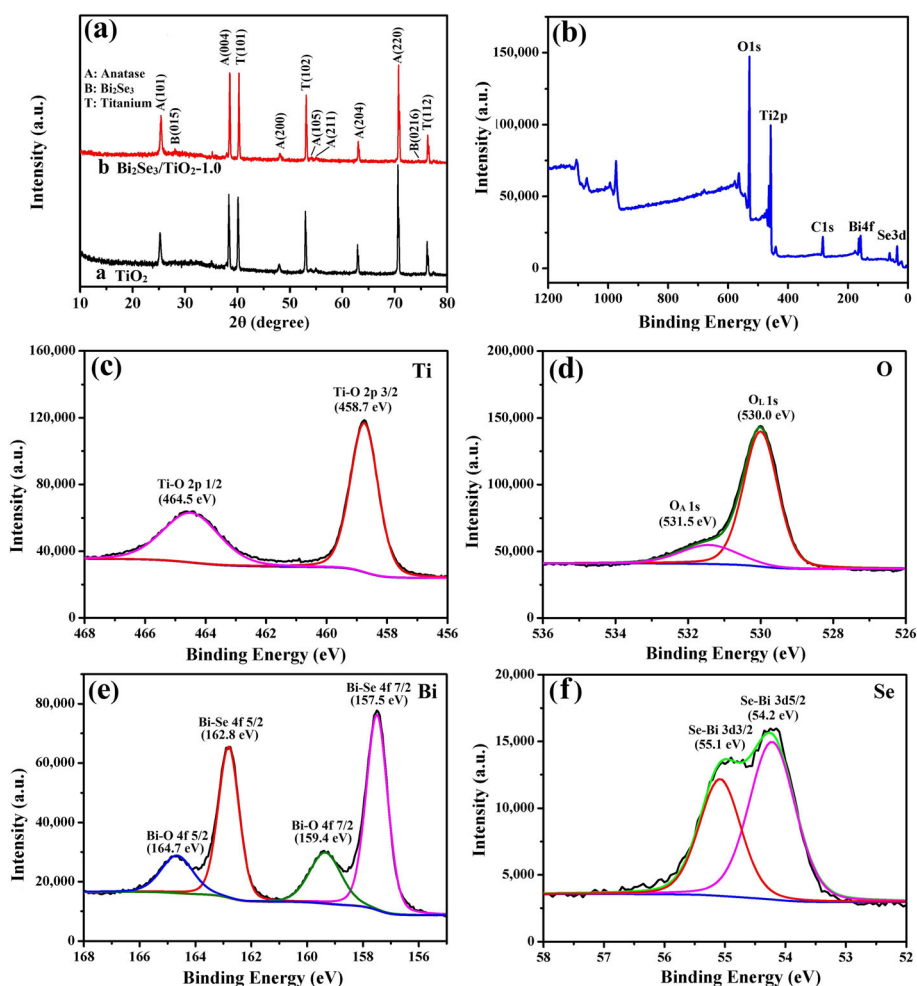 (a)
A: Anatase
B: Bi₂Se₃
T: Titanium
A(101)
B(015)
A(004)
T(101)
A(200)
T(102)
A(105)
A(211)
A(204)
A(220)
B(0216)
T(112)
b Bi₂Se₃/TiO₂-1.0
a TiO₂
Intensity (a.u.)
10 20 30 40 50 60 70 80
2θ (degree)
(b)
O1s
Ti2p
C1s
Bi4f
Se3d
150,000
100,000
50,000
0
Intensity (a.u.)
1200 1000 800 600 400 200 0
Binding Energy (eV)
(c)
Ti
Ti-O 2p 3/2
(458.7 eV)
Ti-O 2p 1/2
(464.5 eV)
160,000
120,000
80,000
40,000
0
Intensity (a.u.)
468 466 464 462 460 458 456
Binding Energy (eV)
(d)
O
O_L 1s
(530.0 eV)
O_A 1s
(531.5 eV)
200,000
150,000
100,000
50,000
0
Intensity (a.u.)
536 534 532 530 528 526
Binding Energy (eV)
(e)
Bi
Bi-Se 4f 7/2
(157.5 eV)
Bi-Se 4f 5/2
(162.8 eV)
Bi-O 4f 5/2
(164.7 eV)
Bi-O 4f 7/2
(159.4 eV)
80,000
60,000
40,000
20,000
0
Intensity (a.u.)
168 166 164 162 160 158 156
Binding Energy (eV)
(f)
Se
Se-Bi 3d5/2
(54.2 eV)
Se-Bi 3d3/2
(55.1 eV)
20,000
15,000
10,000
5,000
0
Intensity (a.u.)
58 57 56 55 54 53 52
Binding Energy (eV)